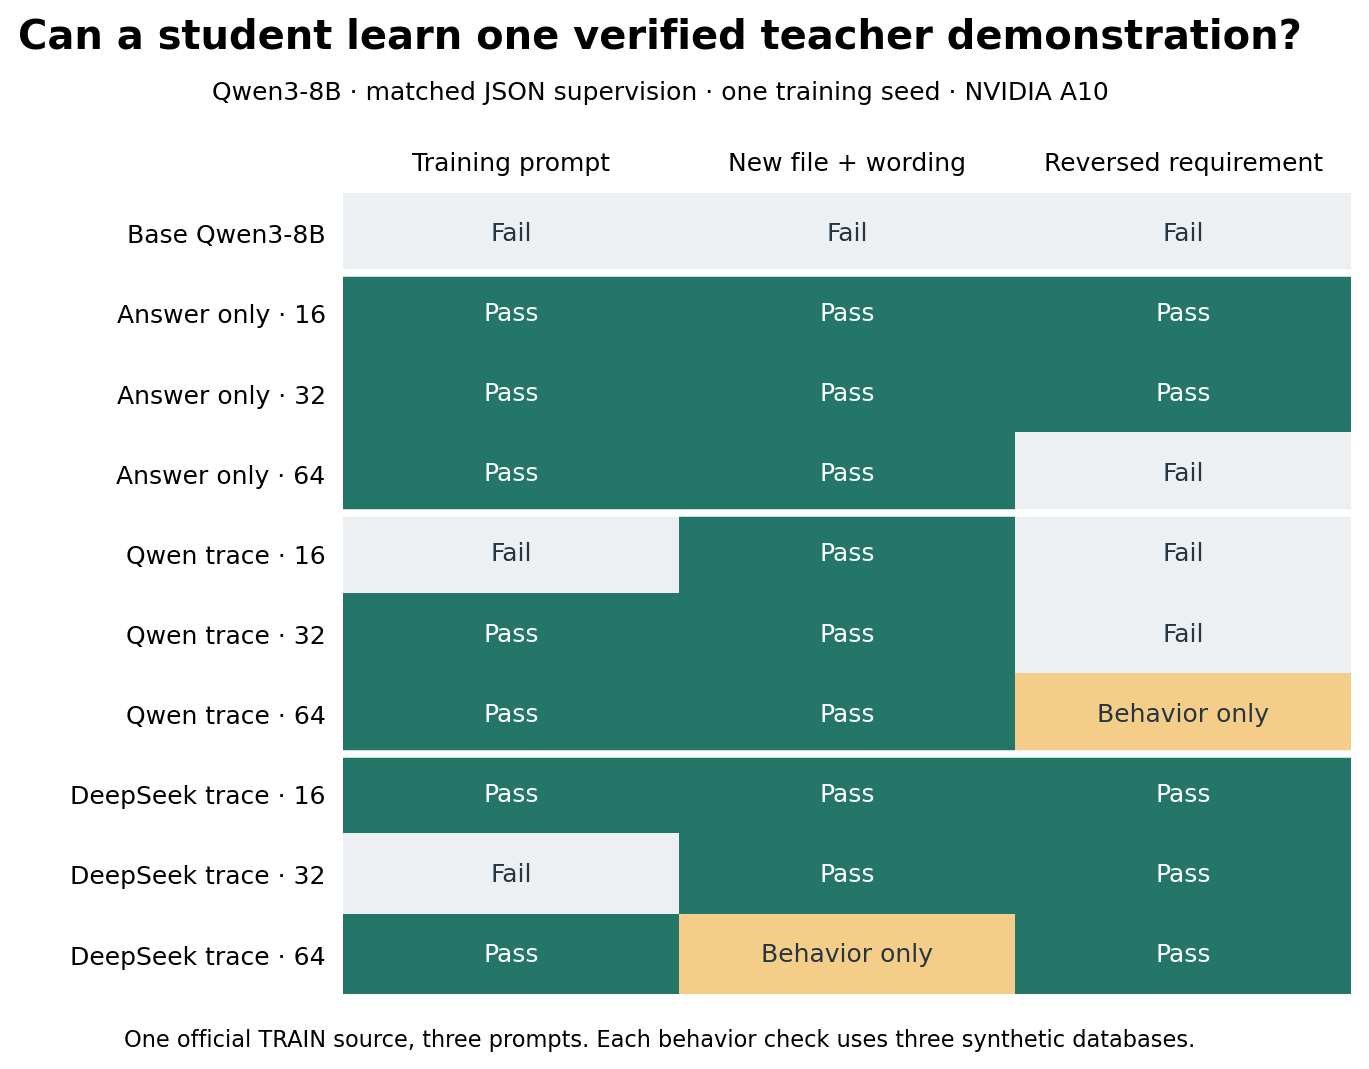 Can a student learn one verified teacher demonstration?
Qwen3-8B · matched JSON supervision · one training seed · NVIDIA A10
Training prompt New file + wording Reversed requirement
Base Qwen3-8B Fail Fail Fail
Answer only · 16 Pass Pass Pass
Answer only · 32 Pass Pass Pass
Answer only · 64 Pass Pass Fail
Qwen trace · 16 Fail Pass Fail
Qwen trace · 32 Pass Pass Fail
Qwen trace · 64 Pass Pass Behavior only
DeepSeek trace · 16 Pass Pass Pass
DeepSeek trace · 32 Fail Pass Pass
DeepSeek trace · 64 Pass Behavior only Pass
One official TRAIN source, three prompts. Each behavior check uses three synthetic databases.